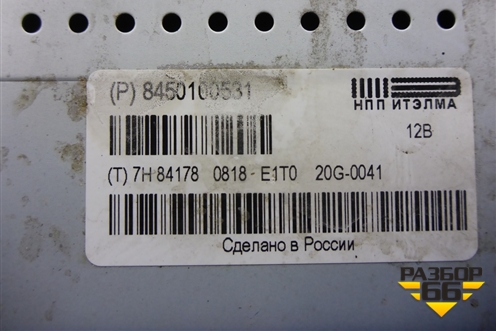 (P) 8450100531
НПП ИТЭЛМА
12В
(T) 7H 84178 0818 - E1T0 20G-0041
Сделано в России
РАЗБОР
66